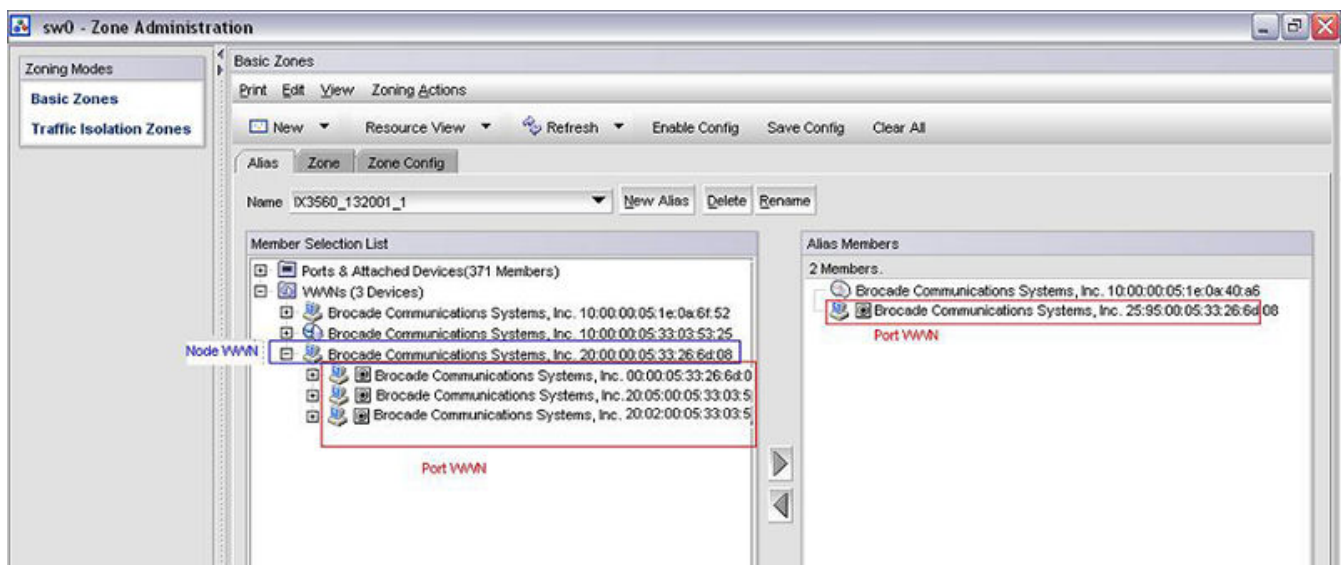 sw0 - Zone Administration
Zoning Modes
Basic Zones
Traffic Isolation Zones
Basic Zones
Print Edit View Zoning Actions
New Resource View Refresh Enable Config Save Config Clear All
Alias Zone Zone Config
Name IX3560_132001_1 New Alias Delete Rename
Member Selection List
Ports & Attached Devices(371 Members)
WWNs (3 Devices)
Brocade Communications Systems, Inc. 10:00:00:05:1e:0a:6f:52
Brocade Communications Systems, Inc. 10:00:00:05:33:03:53:25
Node WWN
Brocade Communications Systems, Inc. 20:00:00:05:33:26:6d:08
Brocade Communications Systems, Inc. 00:00:05:33:26:6d:0
Brocade Communications Systems, Inc. 20:05:00:05:33:03:5
Brocade Communications Systems, Inc. 20:02:00:05:33:03:5
Port WWN
Alias Members
2 Members.
Brocade Communications Systems, Inc. 10:00:00:05:1e:0a:40:a6
Brocade Communications Systems, Inc. 25:95:00:05:33:26:6d:08
Port WWN